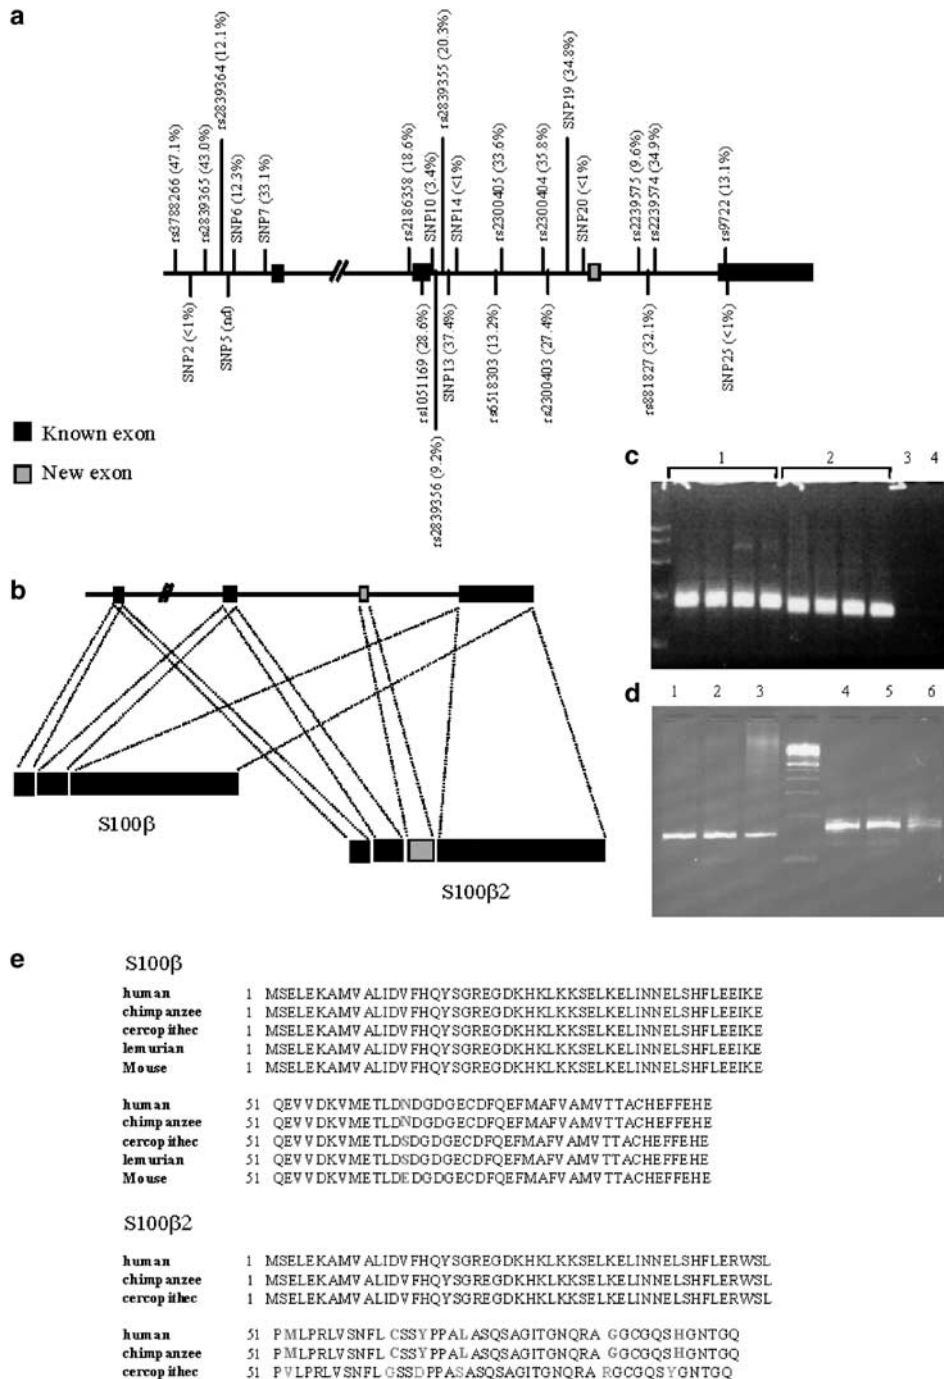 a
rs3788266 (47.1%)
rs2839365 (43.0%)
rs2839364 (12.1%)
SNP6 (12.3%)
SNP7 (33.1%)
rs2186358 (18.6%)
SNP10 (3.4%)
rs2839355 (20.3%)
SNP14 (<1%)
rs2300405 (33.6%)
rs2300404 (35.8%)
SNP19 (34.8%)
SNP20 (<1%)
rs2239575 (9.6%)
rs2239574 (34.9%)
rs9722 (13.1%)
SNP2 (<1%)
SNP5 (nd)
rs1051169 (28.6%)
rs2839356 (9.2%)
SNP13 (37.4%)
rs6518303 (13.2%)
rs2300403 (27.4%)
rs881827 (32.1%)
SNP25 (<1%)
Known exon
New exon
b
S100β
S100β2
c
1 2 3 4
d
1 2 3 4 5 6
e
S100β
human 1 MSELEKAMVALIDVFHQYSGREGDKHKLKKSELKELINNELSHFLEEIKE
chimpanzee 1 MSELEKAMVALIDVFHQYSGREGDKHKLKKSELKELINNELSHFLEEIKE
cercopithec 1 MSELEKAMVALIDVFHQYSGREGDKHKLKKSELKELINNELSHFLEEIKE
lemurian 1 MSELEKAMVALIDVFHQYSGREGDKHKLKKSELKELINNELSHFLEEIKE
Mouse 1 MSELEKAMVALIDVFHQYSGREGDKHKLKKSELKELINNELSHFLEEIKE
human 51 QEVVDKVMETLDNDGDGECDFQEFMAFVAMVTTACHEFFEHE
chimpanzee 51 QEVVDKVMETLDNDGDGECDFQEFMAFVAMVTTACHEFFEHE
cercopithec 51 QEVVDKVMETLDSDGDGECDFQEFMAFVAMVTTACHEFFEHE
lemurian 51 QEVVDKVMETLDSDGDGECDFQEFMAFVAMVTTACHEFFEHE
Mouse 51 QEVVDKVMETLDEDGDGECDFQEFMAFVAMVTTACHEFFEHE
S100β2
human 1 MSELEKAMVALIDVFHQYSGREGDKHKLKKSELKELINNELSHFLERWSL
chimpanzee 1 MSELEKAMVALIDVFHQYSGREGDKHKLKKSELKELINNELSHFLERWSL
cercopithec 1 MSELEKAMVALIDVFHQYSGREGDKHKLKKSELKELINNELSHFLERWSL
human 51 PMLPRLVSNFLCSSYPPALASQSAGITGNQRAGGCGQSHGNTGQ
chimpanzee 51 PMLPRLVSNFLCSSYPPALASQSAGITGNQRAGGCGQSHGNTGQ
cercopithec 51 PVLPRLVSNFLGSSDPPASASQSAGITGNQRARGCGQSYGNTGQ